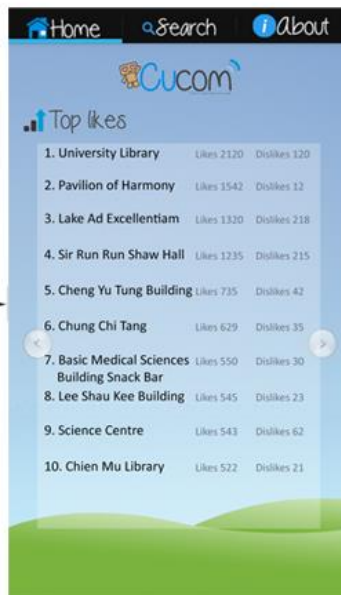 Home Search i About
Cucom
Top likes
1. University Library Likes 2120 Dislikes 120
2. Pavilion of Harmony Likes 1542 Dislikes 12
3. Lake Ad Excellentiam Likes 1320 Dislikes 218
4. Sir Run Run Shaw Hall Likes 1235 Dislikes 215
5. Cheng Yu Tung Building Likes 735 Dislikes 42
6. Chung Chi Tang Likes 629 Dislikes 35
7. Basic Medical Sciences Likes 550 Dislikes 30
Building Snack Bar
8. Lee Shau Kee Building Likes 545 Dislikes 23
9. Science Centre Likes 543 Dislikes 62
10. Chien Mu Library Likes 522 Dislikes 21